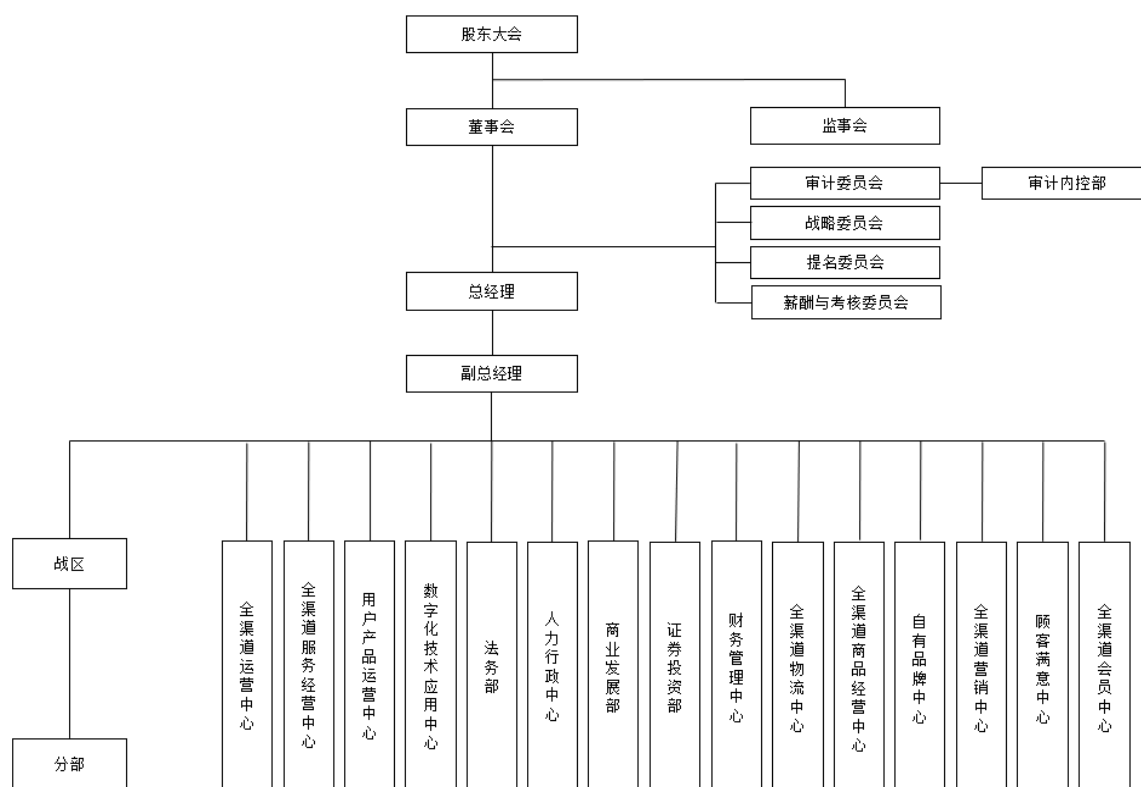 股东大会
董事会
监事会
审计委员会
审计内控部
战略委员会
提名委员会
总经理
薪酬与考核委员会
副总经理
战区
全渠道运营中心
全渠道服务经营中心
用户产品运营中心
数字化技术应用中心
法务部
人力行政中心
商业发展部
证券投资部
财务管理中心
全渠道物流中心
全渠道商品经营中心
自有品牌中心
全渠道营销中心
顾客满意中心
全渠道会员中心
分部